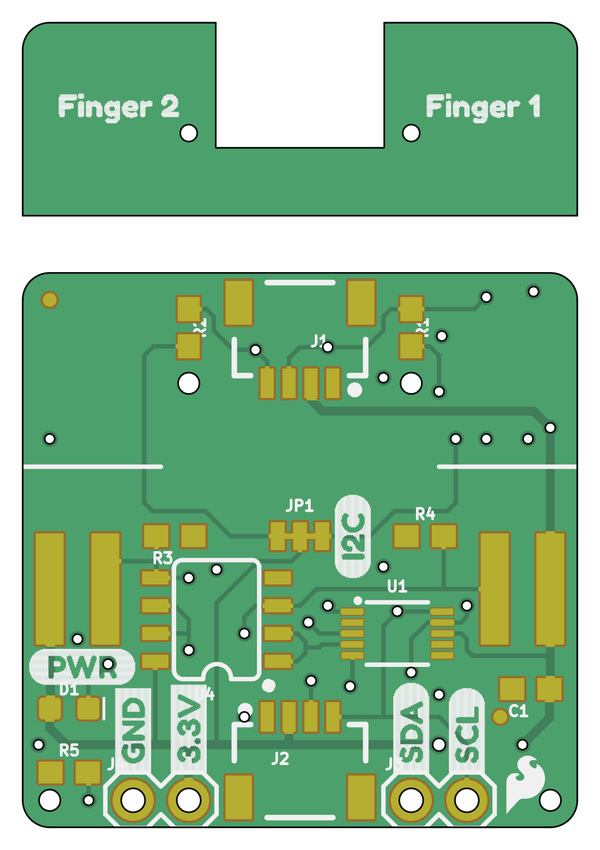 Finger 2
Finger 1
J1
JP1
I2C
R4
R3
U1
PWR
D1
GND
3.3V
SDA
SCL
C1
R5
J2